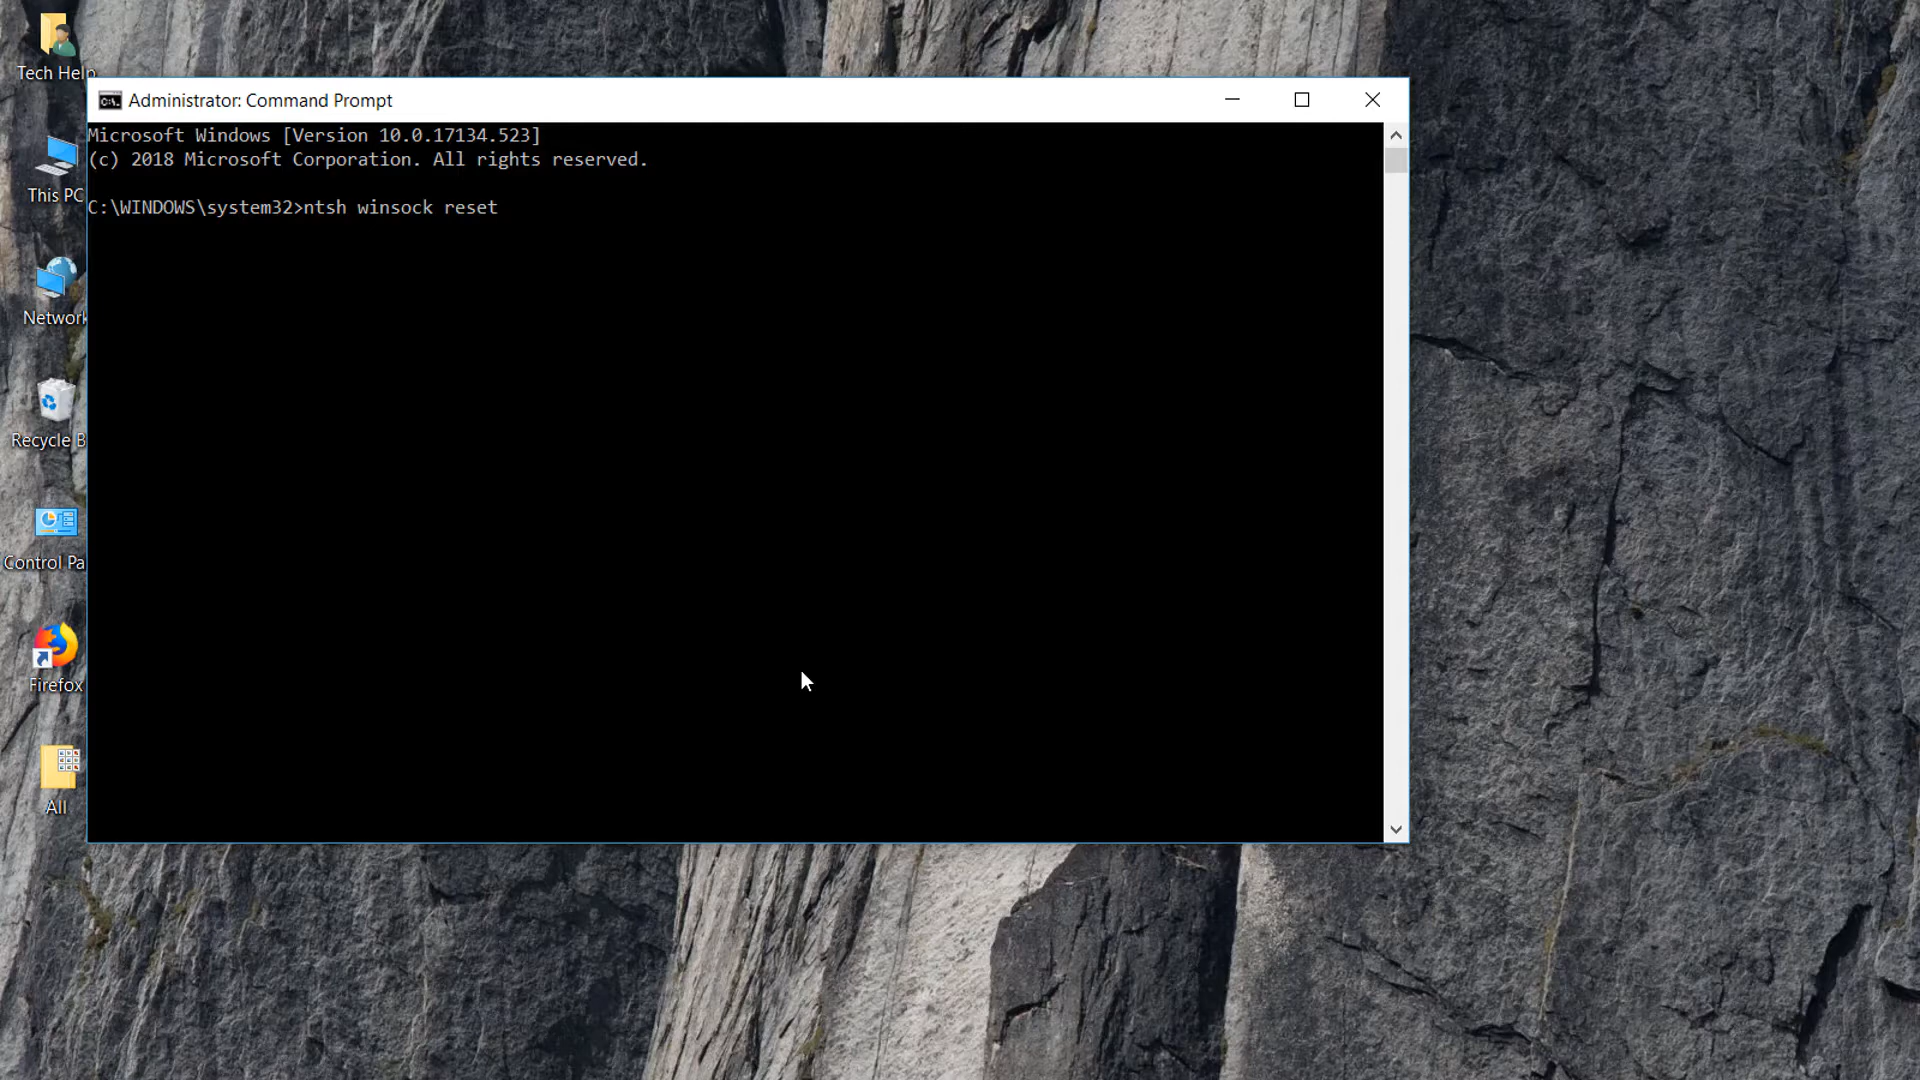 Tech Help
Administrator: Command Prompt
Microsoft Windows [Version 10.0.17134.523]
(c) 2018 Microsoft Corporation. All rights reserved.
C:\WINDOWS\system32>ntsh winsock reset
This PC
Network
Recycle B
Control Pa
Firefox
All